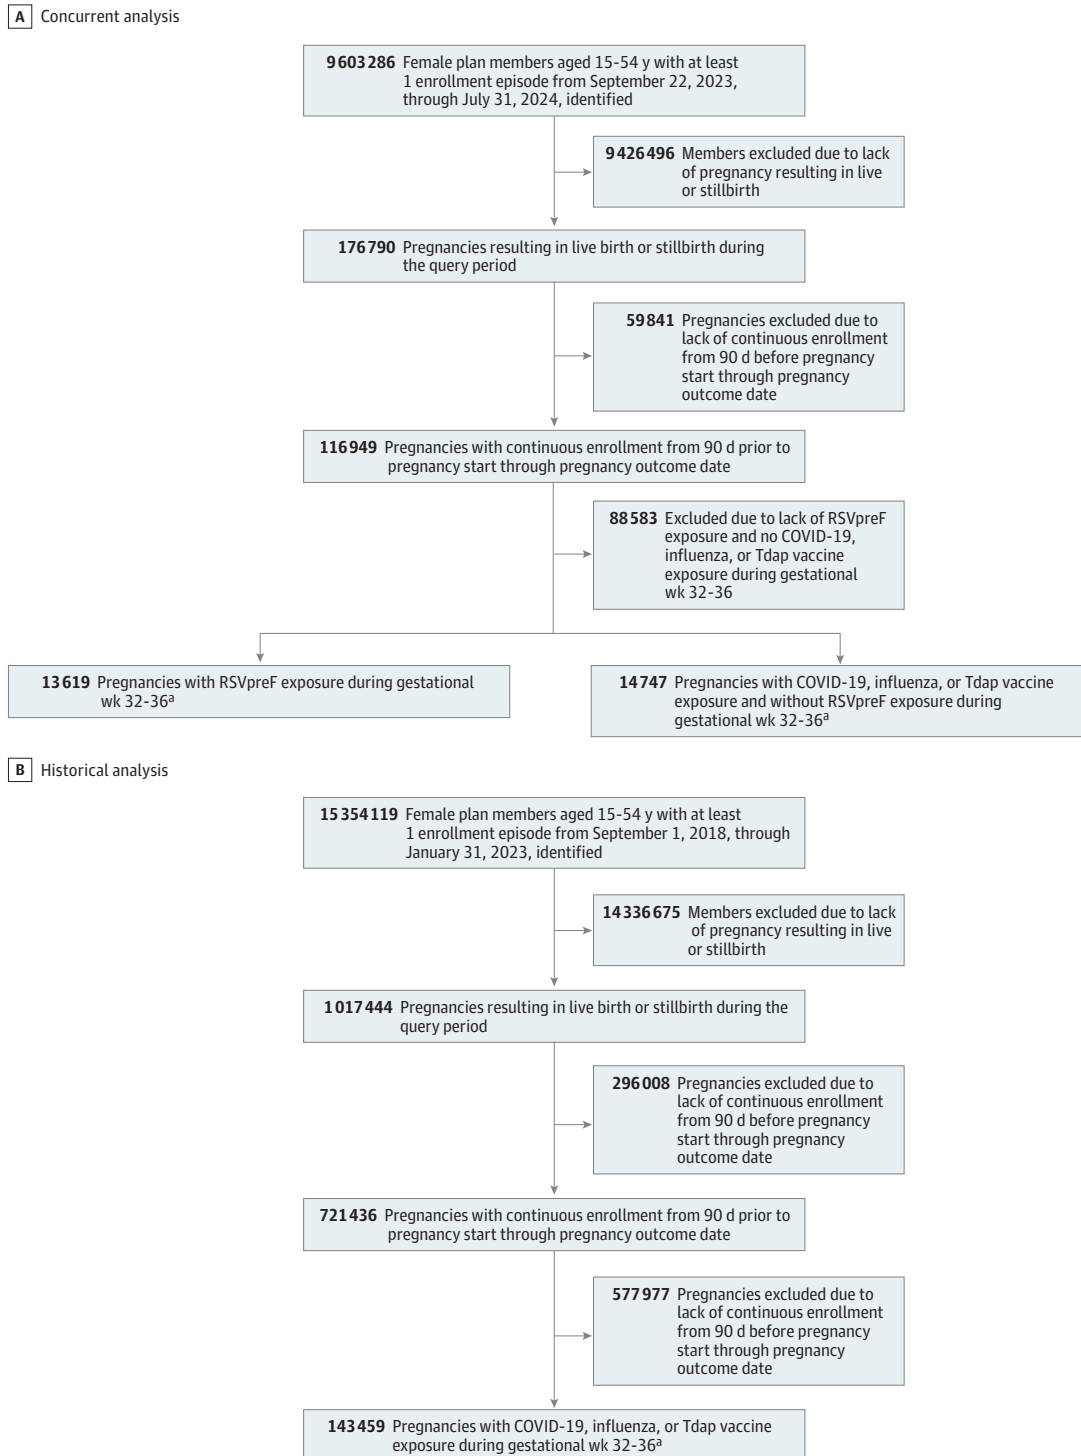 A Concurrent analysis
9603286 Female plan members aged 15-54 y with at least
1 enrollment episode from September 22, 2023,
through July 31, 2024, identified
9426496 Members excluded due to lack
of pregnancy resulting in live
or stillbirth
176790 Pregnancies resulting in live birth or stillbirth during
the query period
59841 Pregnancies excluded due to
lack of continuous enrollment
from 90 d before pregnancy
start through pregnancy
outcome date
116949 Pregnancies with continuous enrollment from 90 d prior to
pregnancy start through pregnancy outcome date
88583 Excluded due to lack of RSVpreF
exposure and no COVID-19,
influenza, or Tdap vaccine
exposure during gestational
wk 32-36
13619 Pregnancies with RSVpreF exposure during gestational
wk 32-36a
14747 Pregnancies with COVID-19, influenza, or Tdap vaccine
exposure and without RSVpreF exposure during
gestational wk 32-36a
B Historical analysis
15354119 Female plan members aged 15-54 y with at least
1 enrollment episode from September 1, 2018, through
January 31, 2023, identified
14336675 Members excluded due to lack
of pregnancy resulting in live
or stillbirth
1017444 Pregnancies resulting in live birth or stillbirth during the
query period
296008 Pregnancies excluded due to
lack of continuous enrollment
from 90 d before pregnancy
start through pregnancy
outcome date
721436 Pregnancies with continuous enrollment from 90 d prior to
pregnancy start through pregnancy outcome date
577977 Pregnancies excluded due to
lack of continuous enrollment
from 90 d before pregnancy
start through pregnancy
outcome date
143459 Pregnancies with COVID-19, influenza, or Tdap vaccine
exposure during gestational wk 32-36a